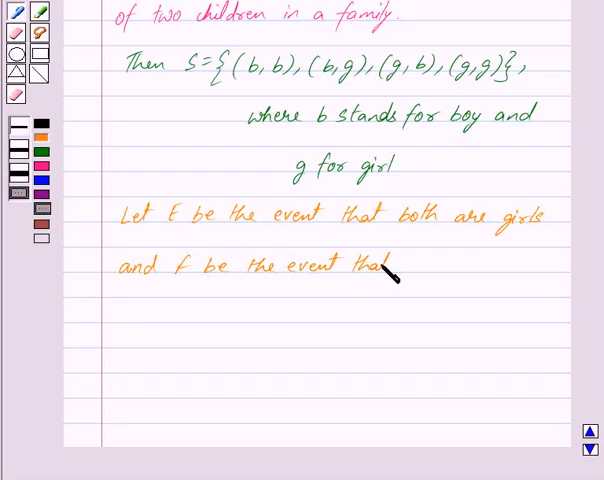 of two children in a family.
Then S={(b, b), (b, g), (g, b), (g, g)},
where b stands for boy and
g for girl
Let E be the event that both are girls
and F be the event that